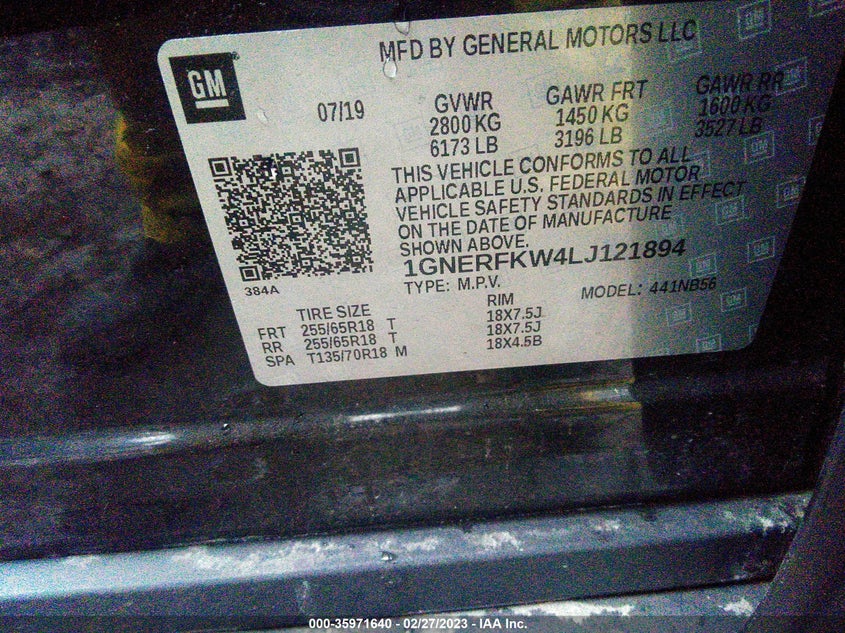 MFD BY GENERAL MOTORS LLC
GM
07/19
GVWR
2800 KG
6173 LB
GAWR FRT
1450 KG
3196 LB
GAWR RR
1600 KG
3527 LB
THIS VEHICLE CONFORMS TO ALL
APPLICABLE U.S. FEDERAL MOTOR
VEHICLE SAFETY STANDARDS IN EFFECT
ON THE DATE OF MANUFACTURE
SHOWN ABOVE.
1GNERFKW4LJ121894
TYPE: M.P.V.
MODEL: 441NB56
384A
TIRE SIZE
RIM
FRT 255/65R18 T 18X7.5J
RR 255/65R18 T 18X7.5J
SPA T135/70R18 M 18X4.5B
000-35971640 - 02/27/2023 - IAA Inc.